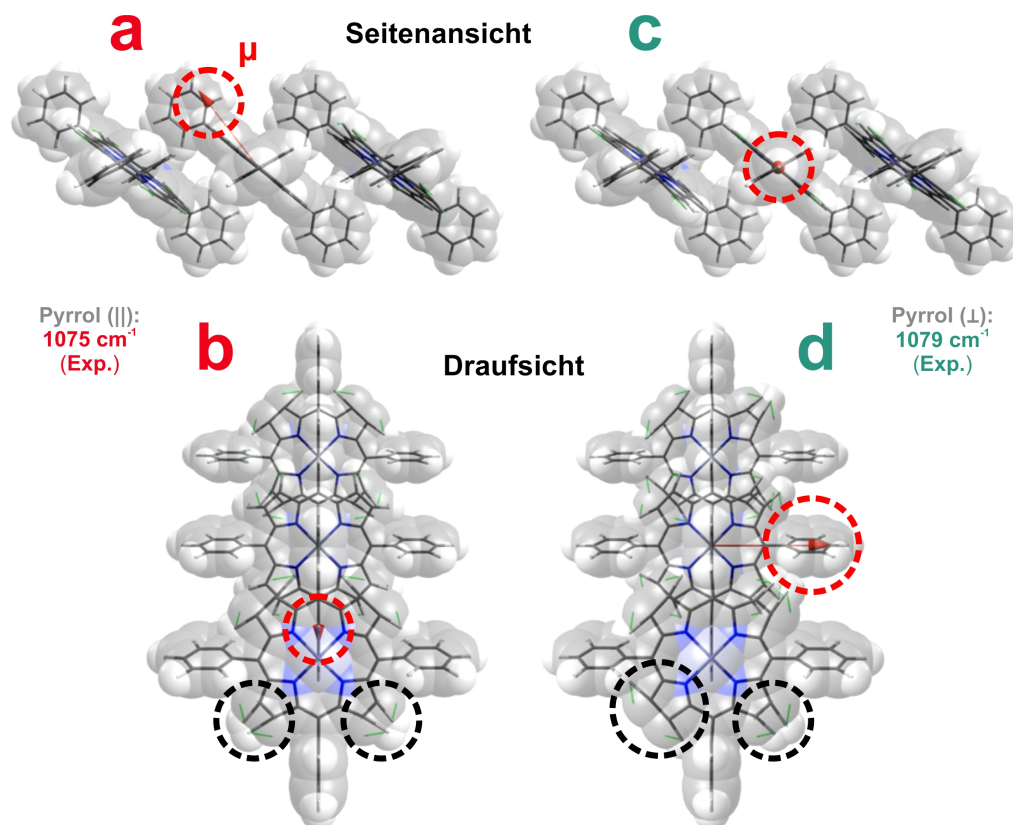 a
µ
Seitenansicht
c
Pyrrol (||):
1075 cm⁻¹
(Exp.)
b
Draufsicht
d
Pyrrol (⊥):
1079 cm⁻¹
(Exp.)